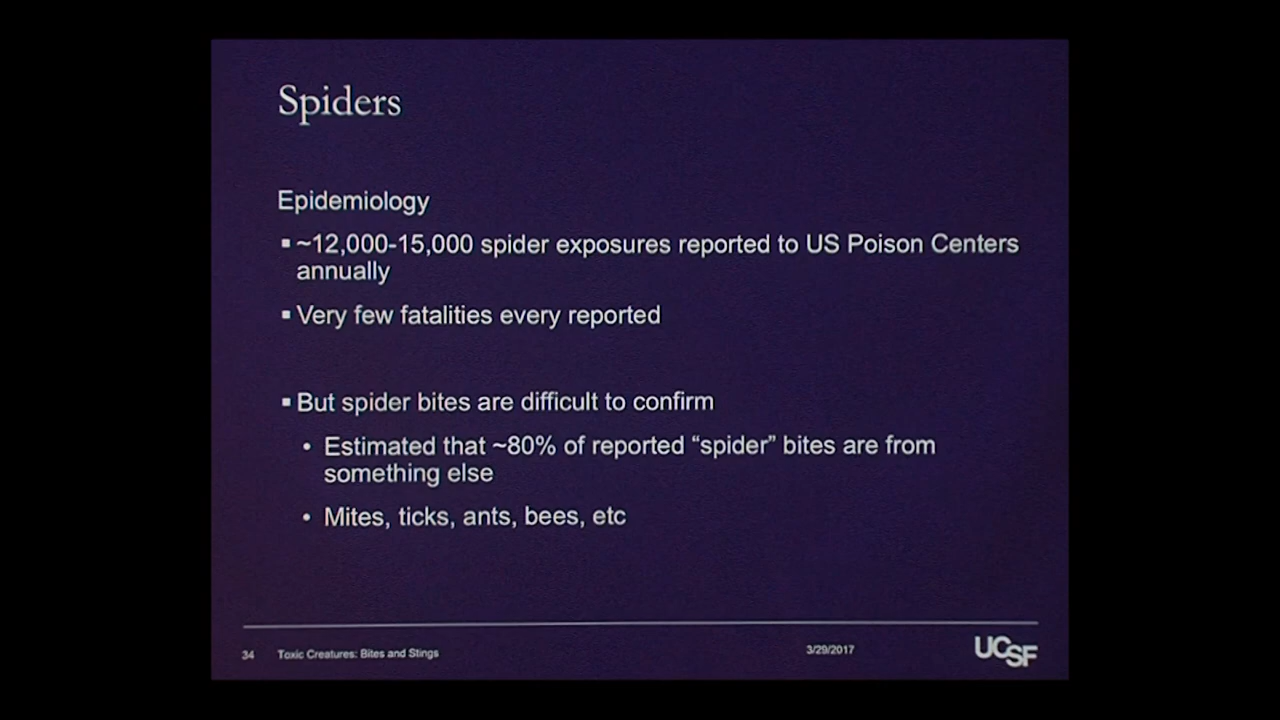 Spiders
Epidemiology
▪ ~12,000-15,000 spider exposures reported to US Poison Centers
annually
▪ Very few fatalities every reported
▪ But spider bites are difficult to confirm
• Estimated that ~80% of reported “spider” bites are from
something else
• Mites, ticks, ants, bees, etc
34 Toxic Creatures: Bites and Stings 3/29/2017 UCSF